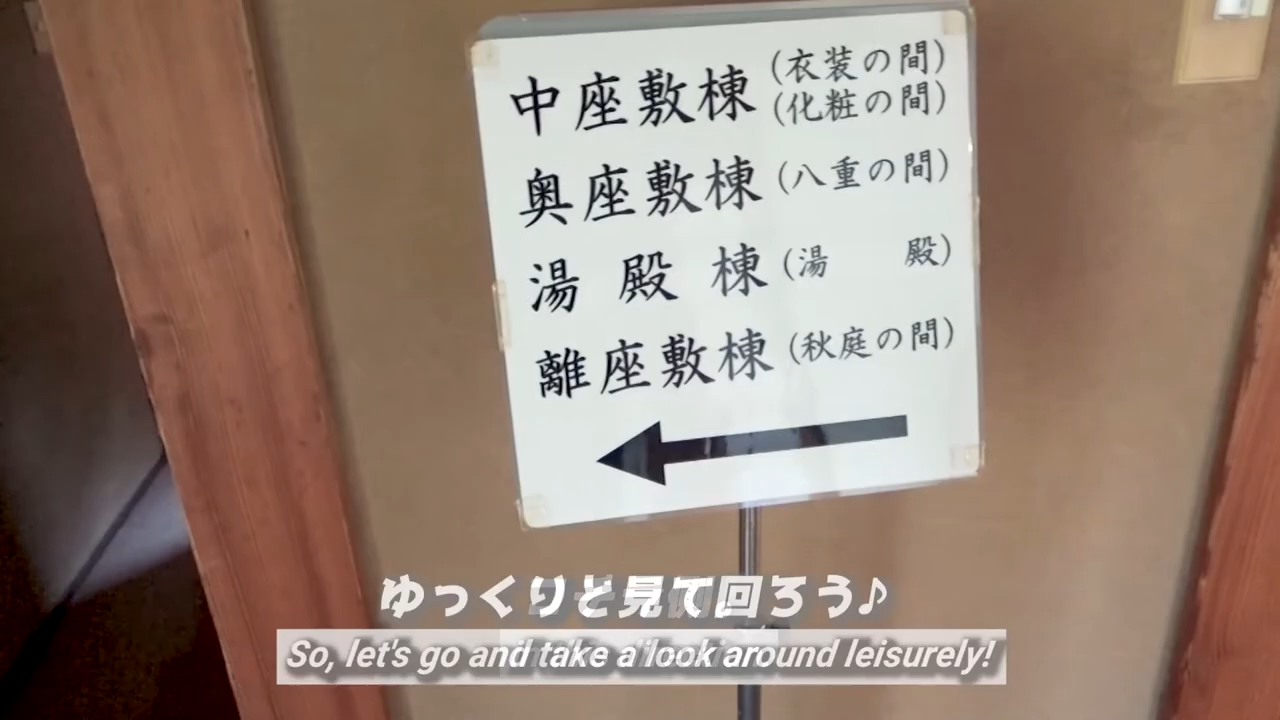 中座敷棟 (衣装の間)
(化粧の間)
奥座敷棟 (八重の間)
湯殿棟 (湯 殿)
離座敷棟 (秋庭の間)
ゆっくりと見て回ろう♪
So, let's go and take a look around leisurely!